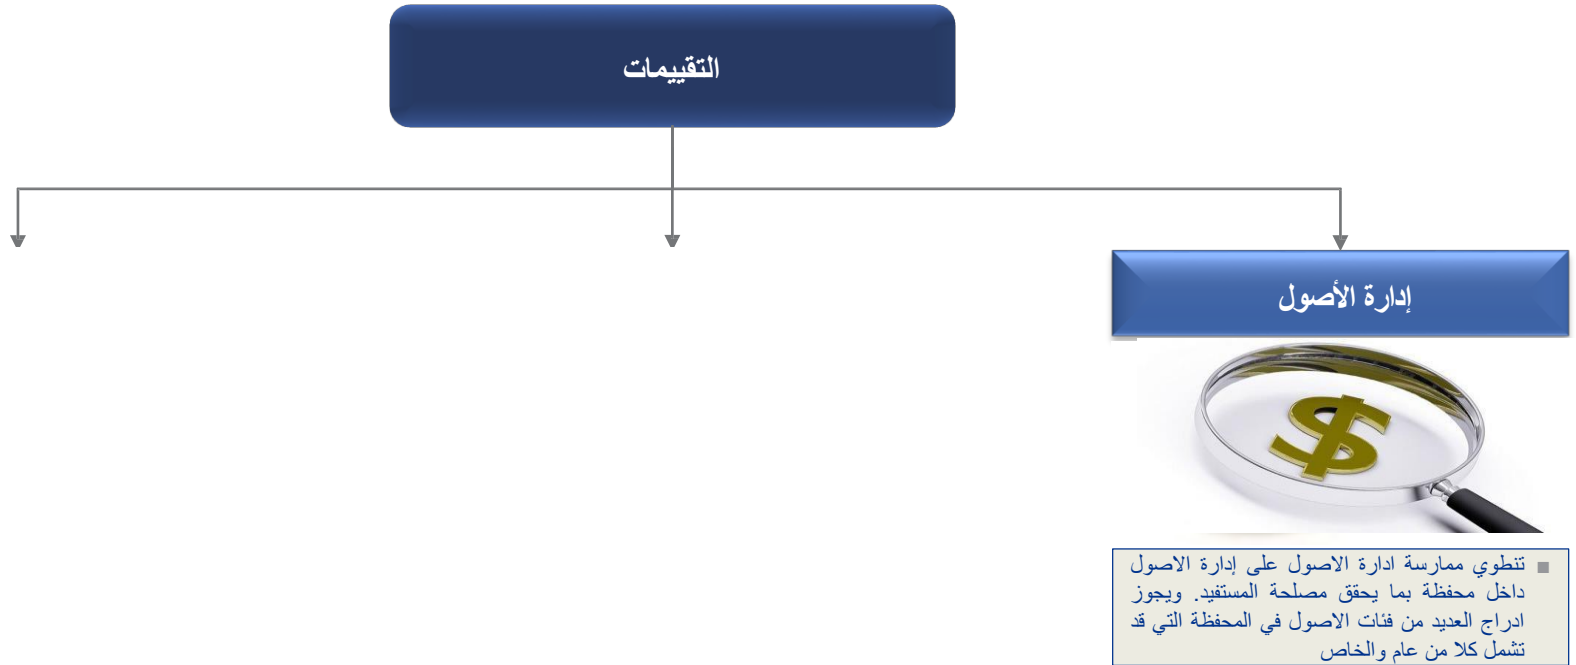 التقييمات
إدارة الأصول
تنطوي ممارسة ادارة الاصول على إدارة الاصول
داخل محفظة بما يحقق مصلحة المستفيد. ويجوز
ادراج العديد من فئات الاصول في المحفظة التي قد
تشمل كلا من عام والخاص